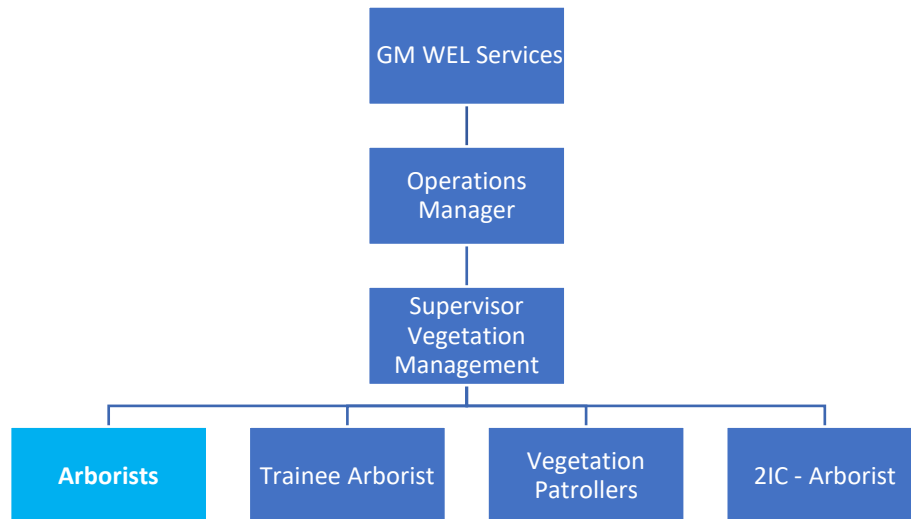 GM WEL Services
Operations
Manager
Supervisor
Vegetation
Management
Arborists
Trainee Arborist
Vegetation
Patrollers
2IC - Arborist